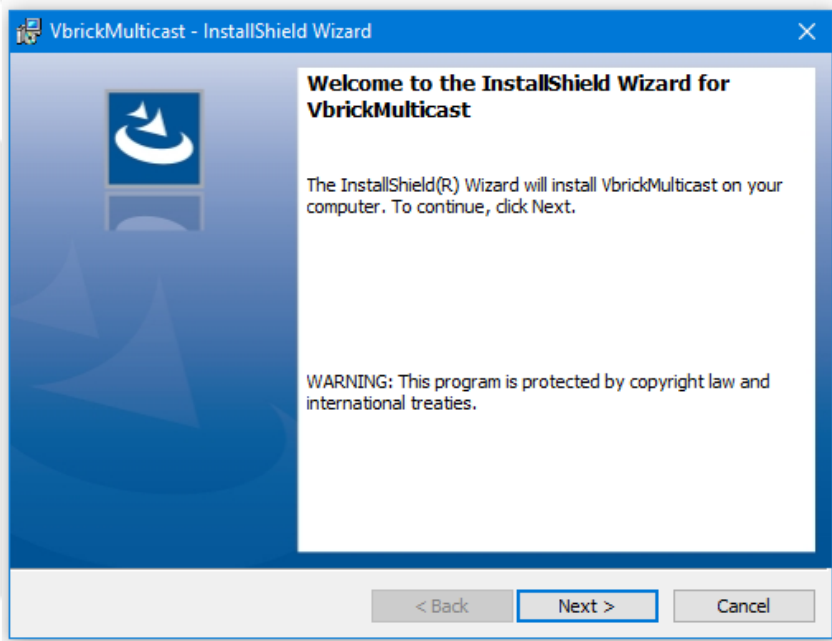 VbrickMulticast - InstallShield Wizard
Welcome to the InstallShield Wizard for
VbrickMulticast
The InstallShield(R) Wizard will install VbrickMulticast on your
computer. To continue, click Next.
WARNING: This program is protected by copyright law and
international treaties.
< Back
Next >
Cancel